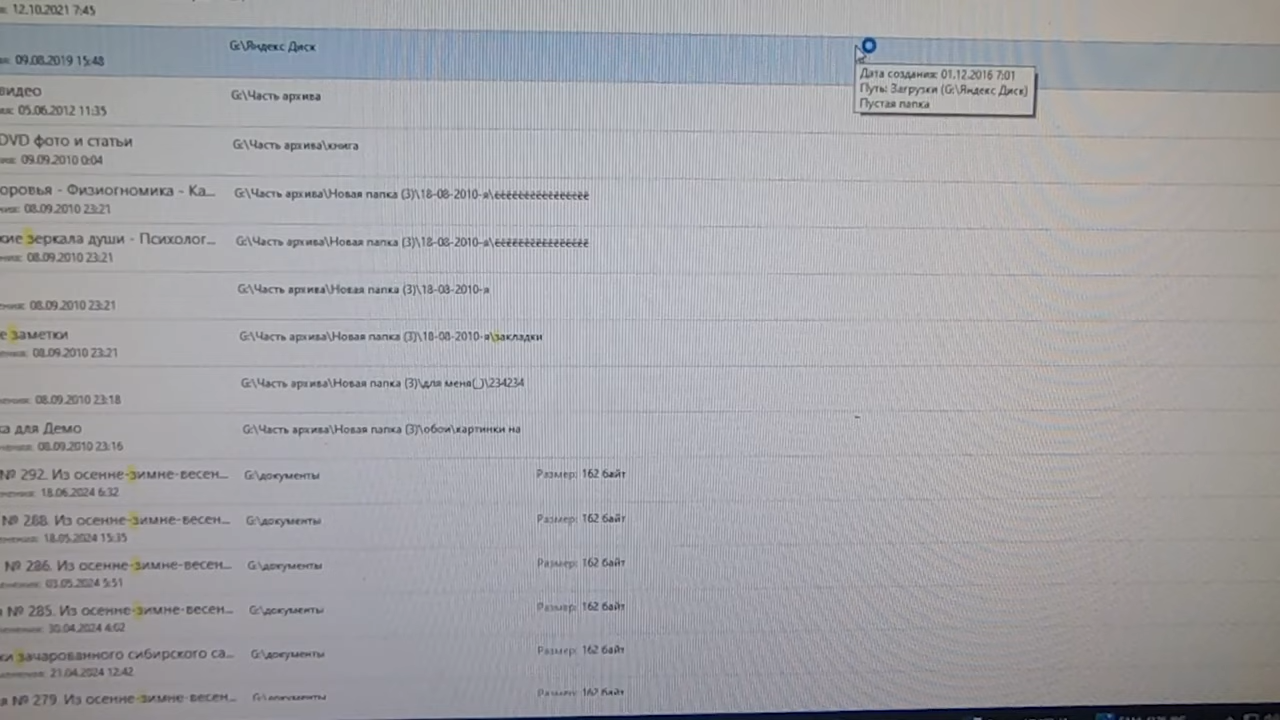 12.10.2021 7:45
G:\Яндекс Диск
09.08.2019 15:48
Дата создания: 01.12.2016 7:01
Путь: Загрузки (G:\Яндекс Диск)
Пустая папка
видео
G:\Часть архива
05.06.2012 11:35
DVD фото и статьи
G:\Часть архива\книга
09.09.2010 0:04
оровья - Физиогномика - Ка...
G:\Часть архива\Новая папка (3)\18-08-2010-я\ёёёёёёёёёёёёёёёё
08.09.2010 23:21
кие зеркала души - Психолог...
G:\Часть архива\Новая папка (3)\18-08-2010-я\ёёёёёёёёёёёёёёёё
08.09.2010 23:21
G:\Часть архива\Новая папка (3)\18-08-2010-я
08.09.2010 23:21
е заметки
G:\Часть архива\Новая папка (3)\18-08-2010-я\закладки
08.09.2010 23:21
G:\Часть архива\Новая папка (3)\для меня(_)\234234
08.09.2010 23:18
ка для Демо
G:\Часть архива\Новая папка (3)\обои\картинки на
08.09.2010 23:16
№ 292. Из осенне-зимне-весен... G:\документы Размер: 162 байт
18.06.2024 6:32
№ 288. Из осенне-зимне-весен... G:\документы Размер: 162 байт
18.05.2024 15:35
№ 286. Из осенне-зимне-весен... G:\документы Размер: 162 байт
03.05.2024 5:51
№ 285. Из осенне-зимне-весен... G:\документы Размер: 162 байт
30.04.2024 4:02
ки зачарованного сибирского са... G:\документы Размер: 162 байт
21.04.2024 12:42
я № 279. Из осенне-зимне-весен... G:\документы Размер: 162 байт